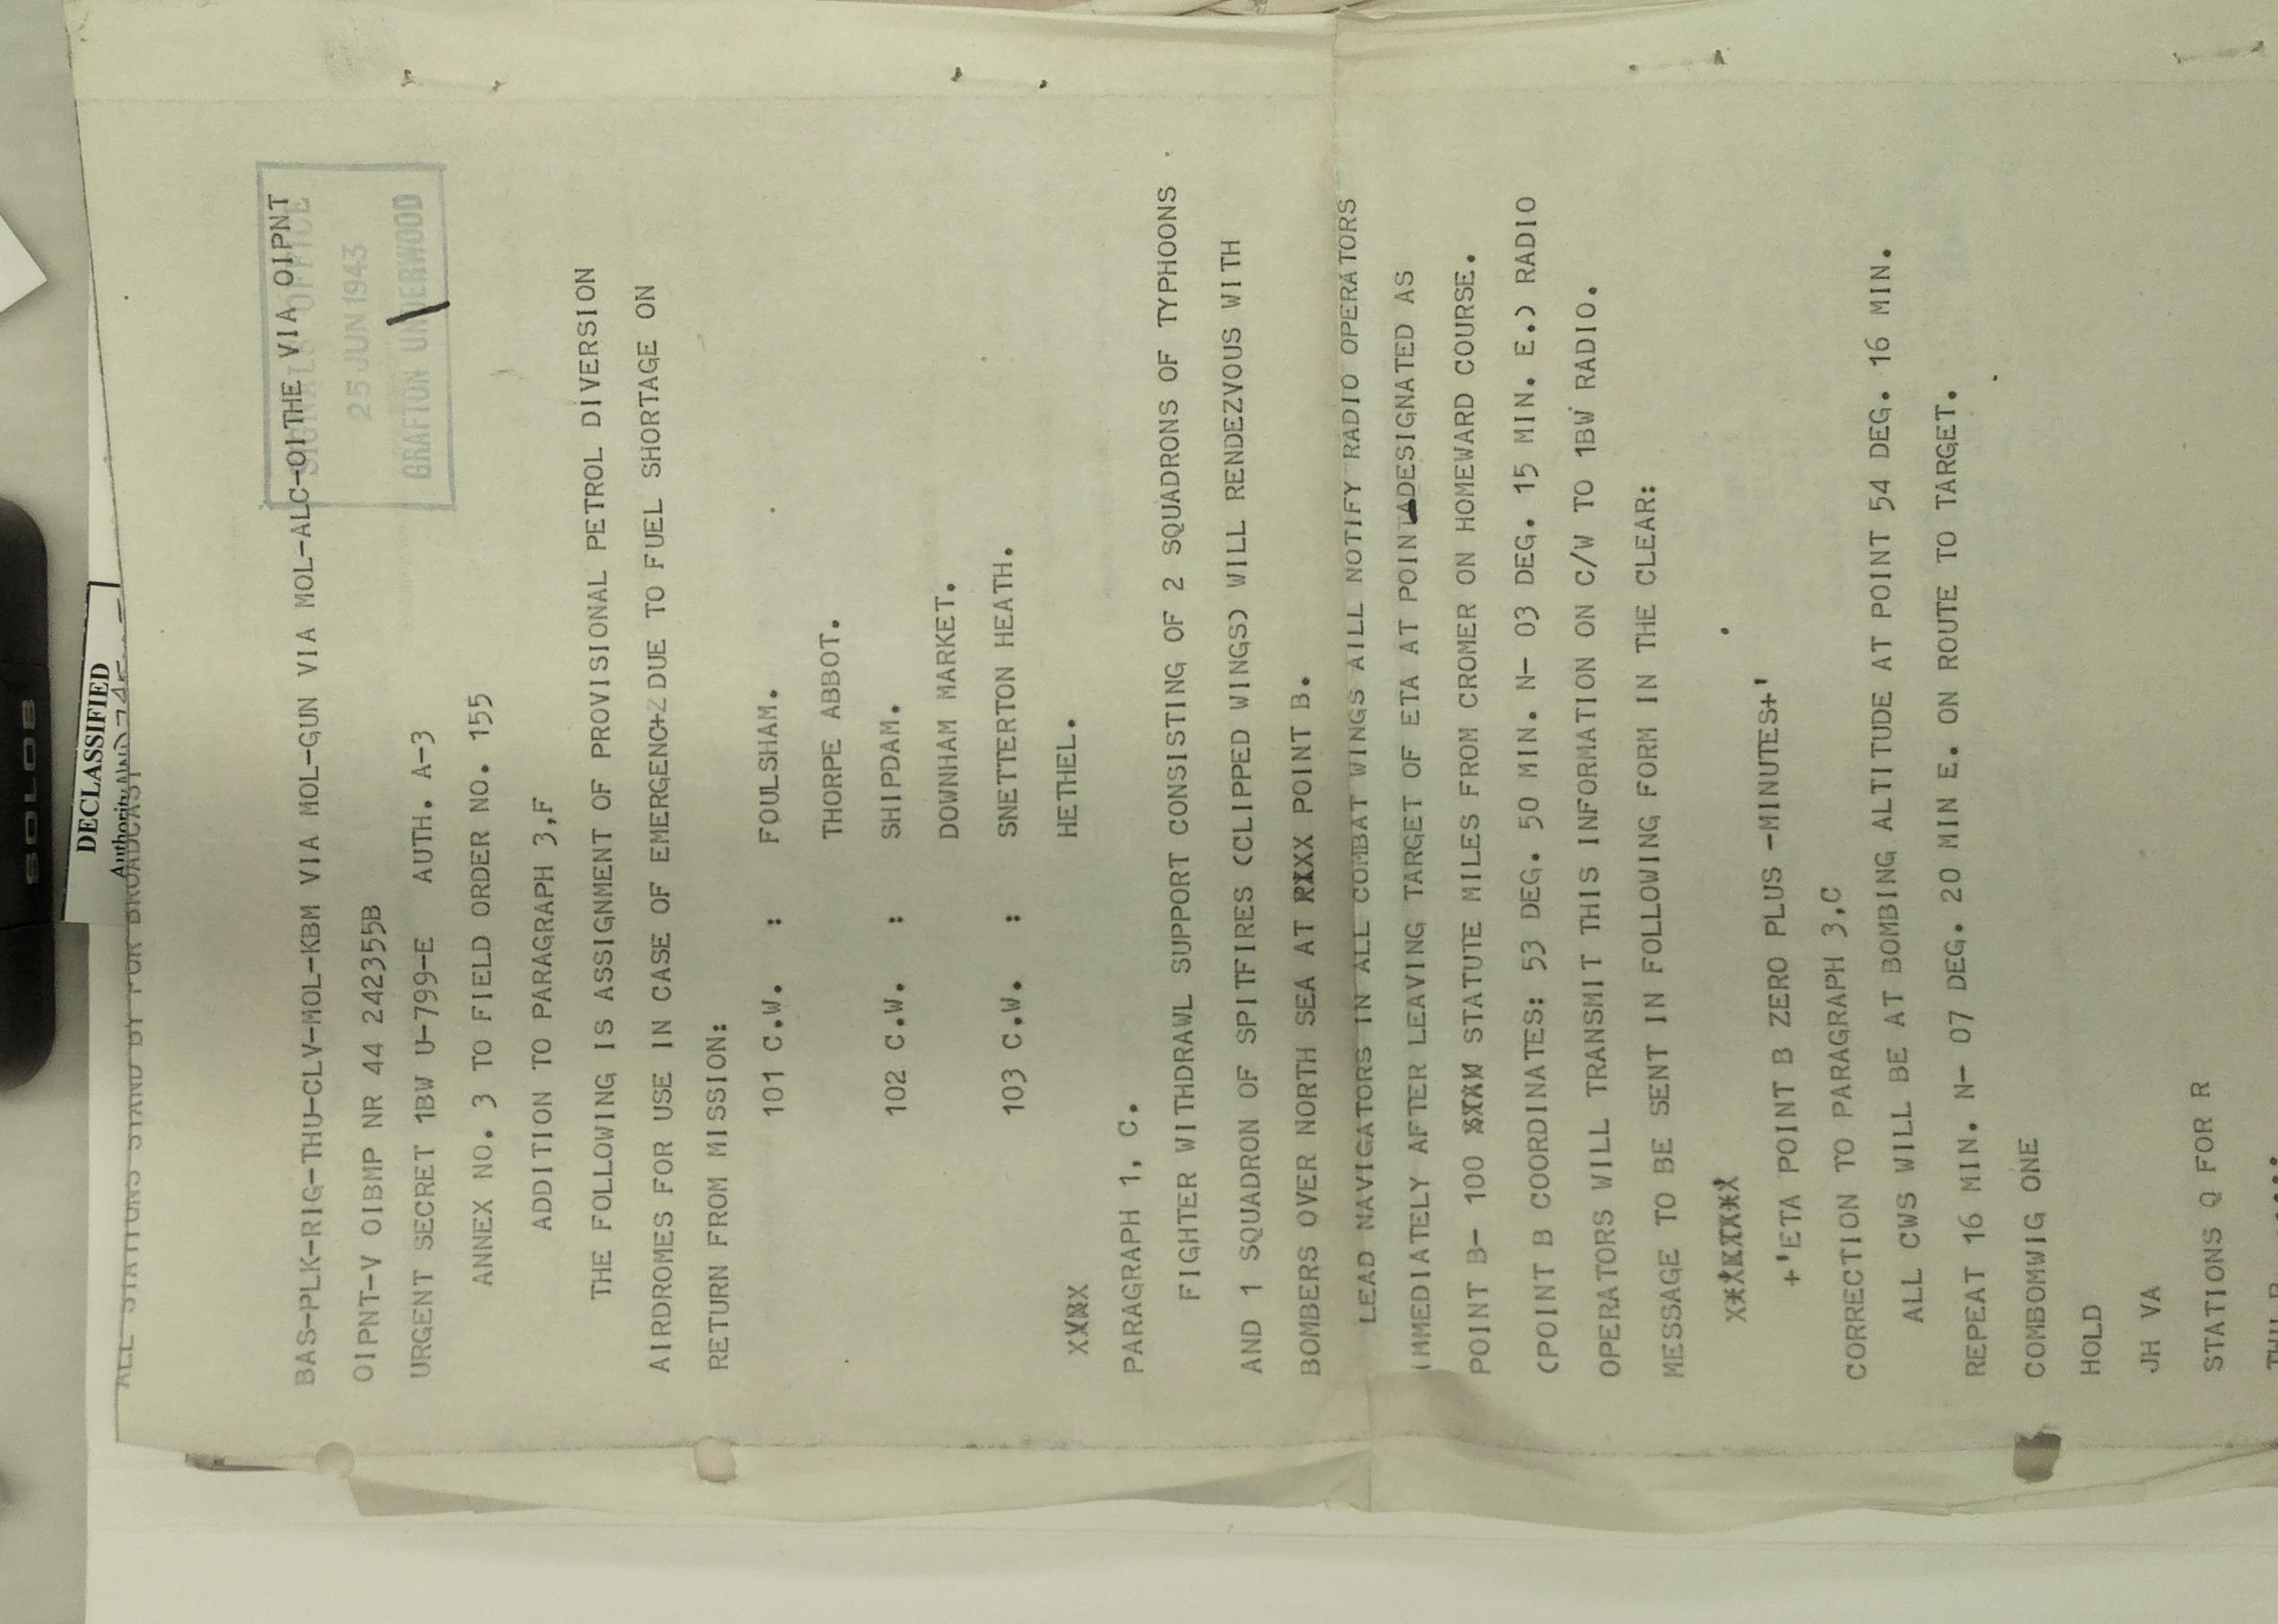 SOLOB
DECLASSIFIED
Authority
ALL STATIONS STAND BY FOR BROADCAST
SIGNALS OFFICE
25 JUN 1943
GRAFTON UNDERWOOD
BAS-PLK-RIG-THU-CLV-MOL-KBM VIA MOL-GUN VIA MOL-ALC-OITHE VIA OIPNT
OIPNT-V OIBMP NR 44 242355B
URGENT SECRET 1BW U-799-E AUTH. A-3
ANNEX NO. 3 TO FIELD ORDER NO. 155
ADDITION TO PARAGRAPH 3,F
THE FOLLOWING IS ASSIGNMENT OF PROVISIONAL PETROL DIVERSION
AIRDROMES FOR USE IN CASE OF EMERGENC+Z DUE TO FUEL SHORTAGE ON
RETURN FROM MISSION:
101 C.W. : FOULSHAM.
THORPE ABBOT.
102 C.W. : SHIPDAM.
DOWNHAM MARKET.
103 C.W. : SNETTERTON HEATH.
HETHEL.
PARAGRAPH 1, C.
FIGHTER WITHDRAWL SUPPORT CONSISTING OF 2 SQUADRONS OF TYPHOONS
AND 1 SQUADRON OF SPITFIRES (CLIPPED WINGS) WILL RENDEZVOUS WITH
BOMBERS OVER NORTH SEA AT RXXX POINT B.
LEAD NAVIGATORS IN ALL COMBAT WINGS AILL NOTIFY RADIO OPERATORS
IMMEDIATELY AFTER LEAVING TARGET OF ETA AT POINT DESIGNATED AS
POINT B- 100 STATUTE MILES FROM CROMER ON HOMEWARD COURSE.
(POINT B COORDINATES: 53 DEG. 50 MIN. N- 03 DEG. 15 MIN. E.) RADIO
OPERATORS WILL TRANSMIT THIS INFORMATION ON C/W TO 1BW RADIO.
MESSAGE TO BE SENT IN FOLLOWING FORM IN THE CLEAR:
+'ETA POINT B ZERO PLUS -MINUTES+'
CORRECTION TO PARAGRAPH 3,C
ALL CWS WILL BE AT BOMBING ALTITUDE AT POINT 54 DEG. 16 MIN.
REPEAT 16 MIN. N- 07 DEG. 20 MIN E. ON ROUTE TO TARGET.
COMBOMWIG ONE
HOLD
JH VA
STATIONS Q FOR R